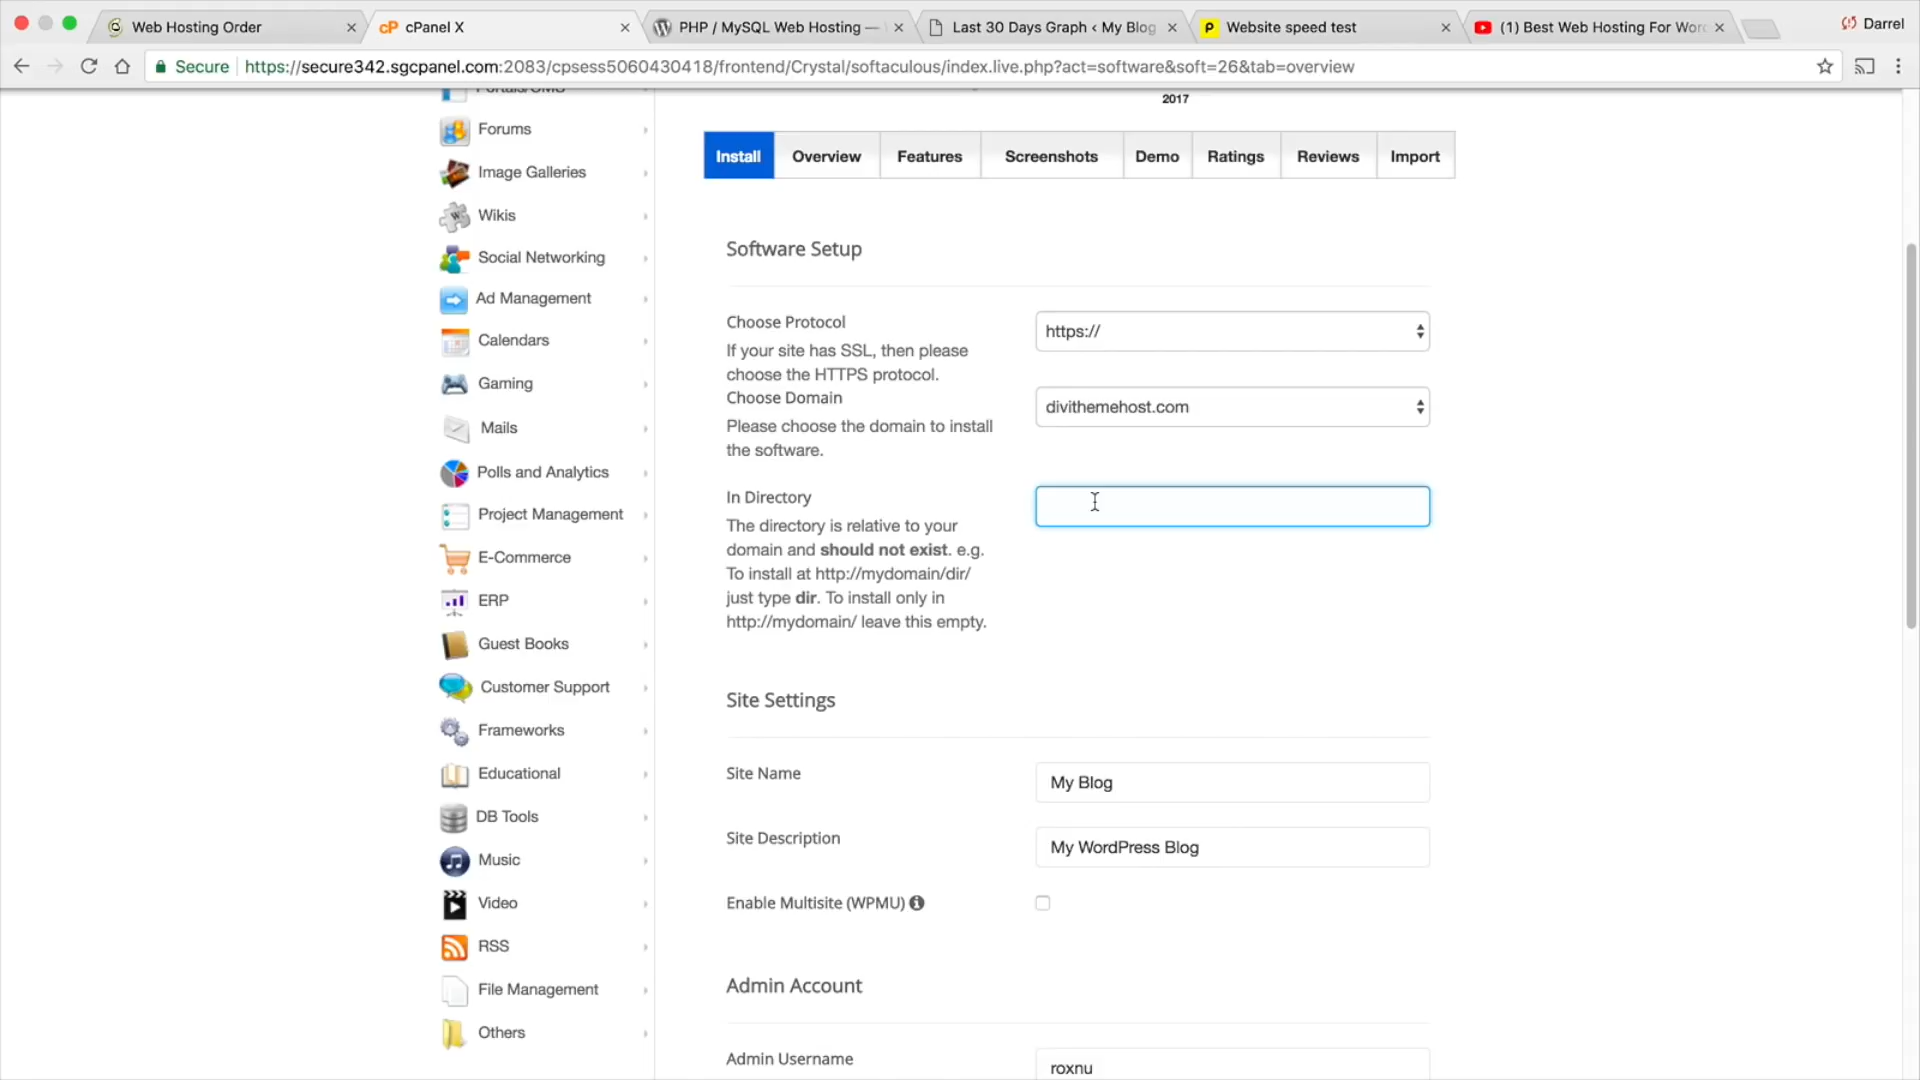 Web Hosting Order
cPanel X
PHP / MySQL Web Hosting —
Last 30 Days Graph ‹ My Blog
Website speed test
(1) Best Web Hosting For Wor
Darrel
Secure
https://secure342.sgcpanel.com:2083/cpsess5060430418/frontend/Crystal/softaculous/index.live.php?act=software&soft=26&tab=overview
Portals/CMS
Forums
Image Galleries
Wikis
Social Networking
Ad Management
Calendars
Gaming
Mails
Polls and Analytics
Project Management
E-Commerce
ERP
Guest Books
Customer Support
Frameworks
Educational
DB Tools
Music
Video
RSS
File Management
Others
2017
Install
Overview
Features
Screenshots
Demo
Ratings
Reviews
Import
Software Setup
Choose Protocol
If your site has SSL, then please
choose the HTTPS protocol.
https://
Choose Domain
Please choose the domain to install
the software.
divithemehost.com
In Directory
The directory is relative to your
domain and should not exist. e.g.
To install at http://mydomain/dir/
just type dir. To install only in
http://mydomain/ leave this empty.
Site Settings
Site Name
My Blog
Site Description
My WordPress Blog
Enable Multisite (WPMU)
Admin Account
Admin Username
roxnu